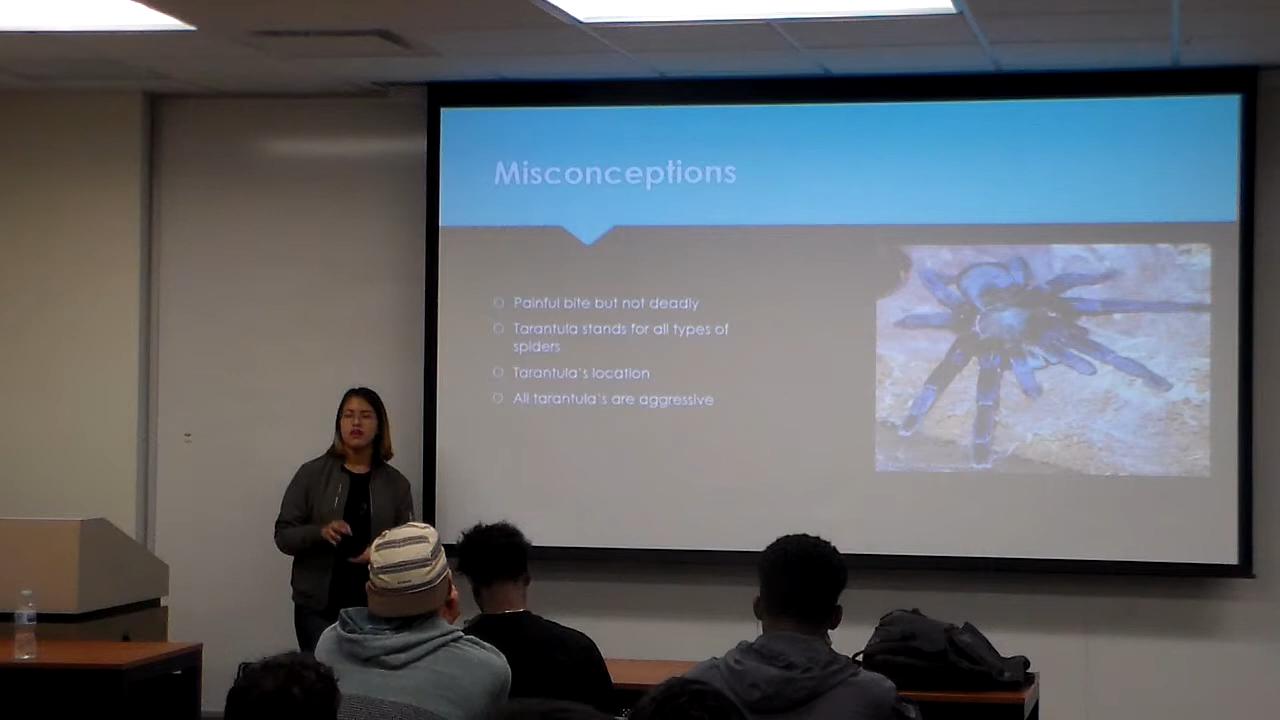 Misconceptions
Painful bite but not deadly
Tarantula stands for all types of
spiders
Tarantula's location
All tarantula's are aggressive